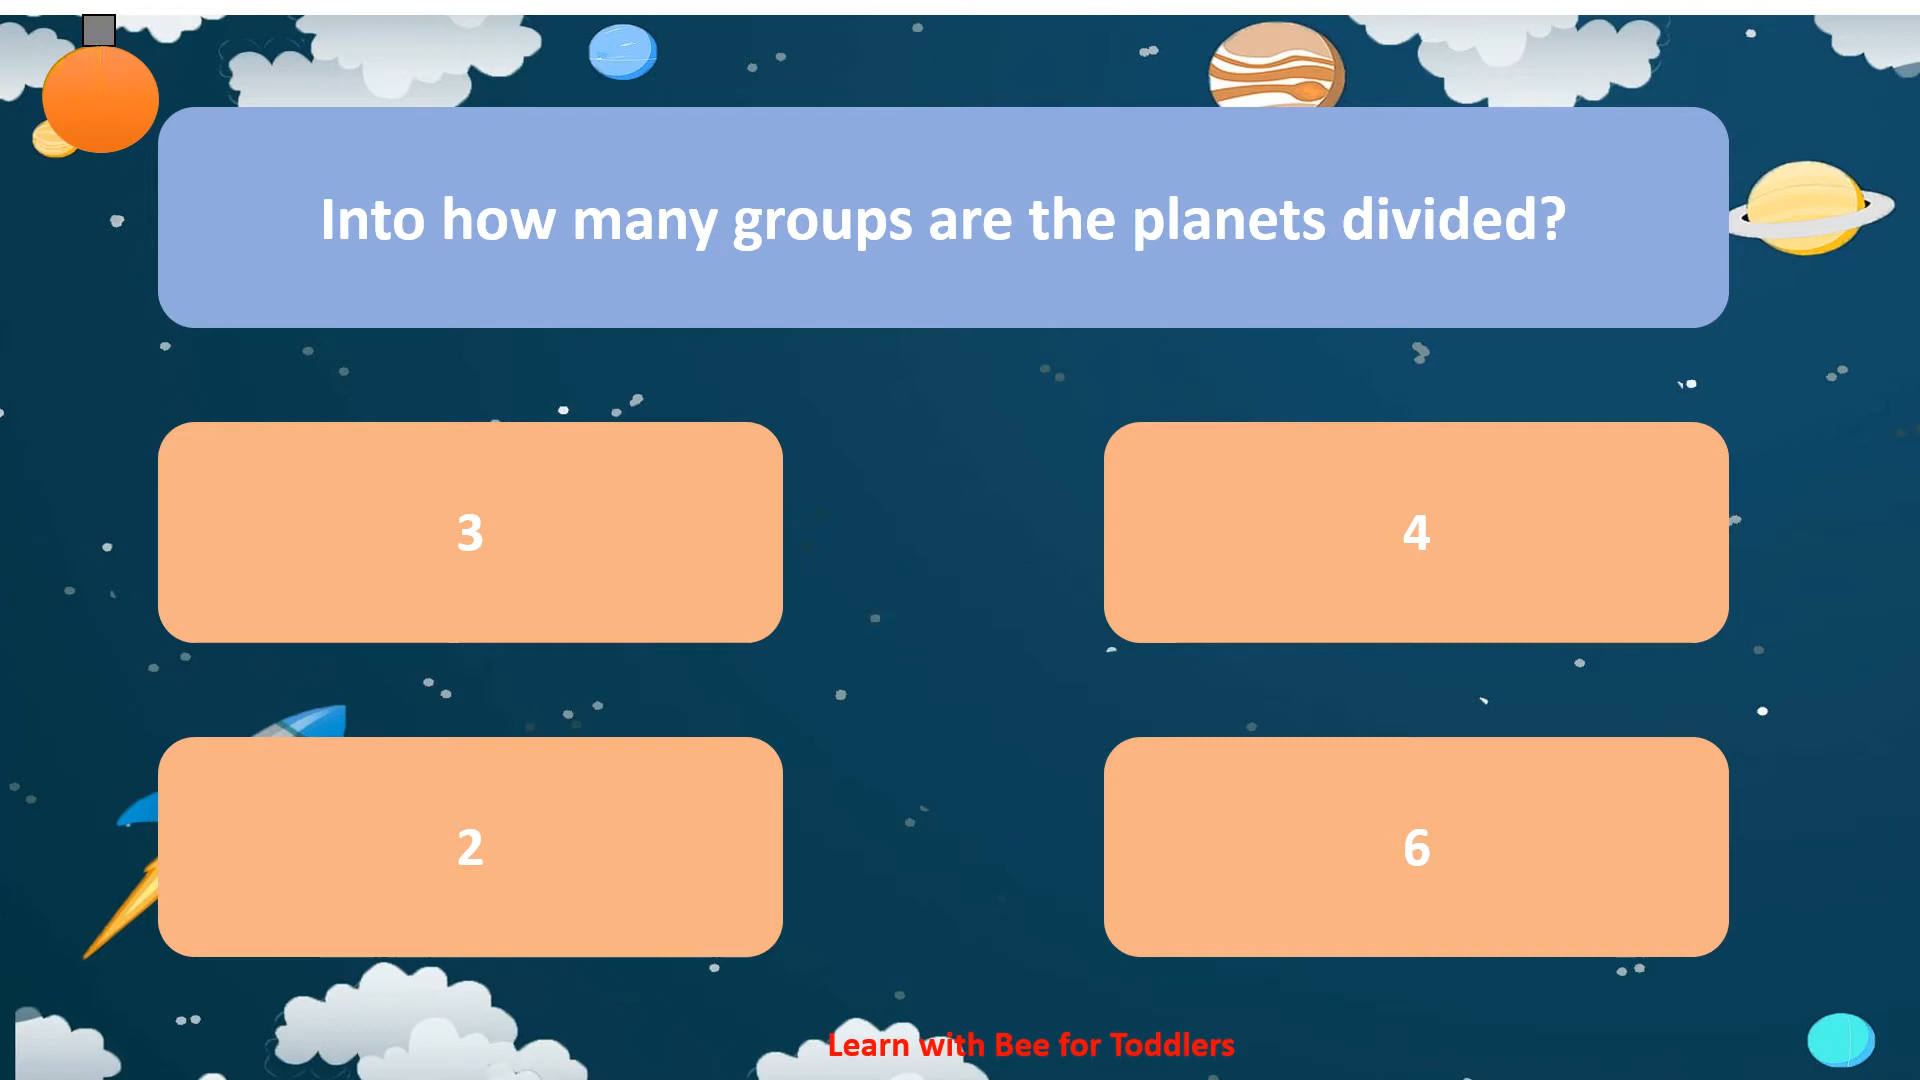 Into how many groups are the planets divided?
3
4
2
6
Learn with Bee for Toddlers